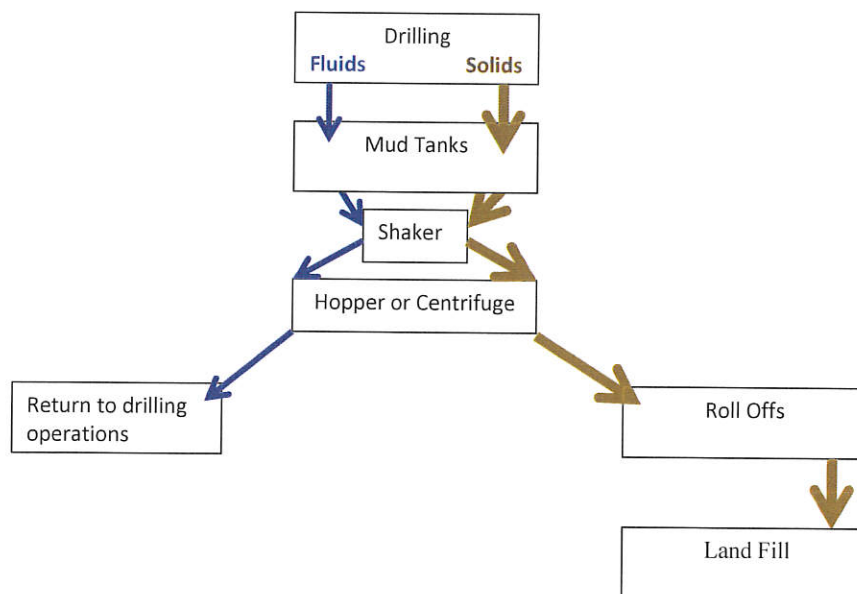 Drilling
Fluids Solids
Mud Tanks
Shaker
Hopper or Centrifuge
Return to drilling
operations
Roll Offs
Land Fill